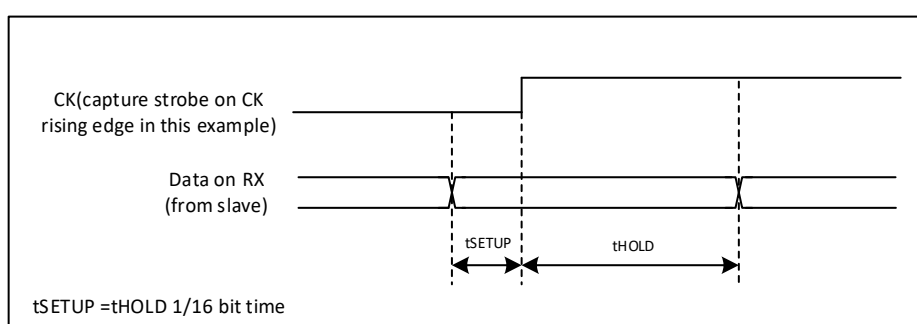 CK(capture strobe on CK
rising edge in this example)
Data on RX
(from slave)
tSETUP
tHOLD
tSETUP =tHOLD 1/16 bit time